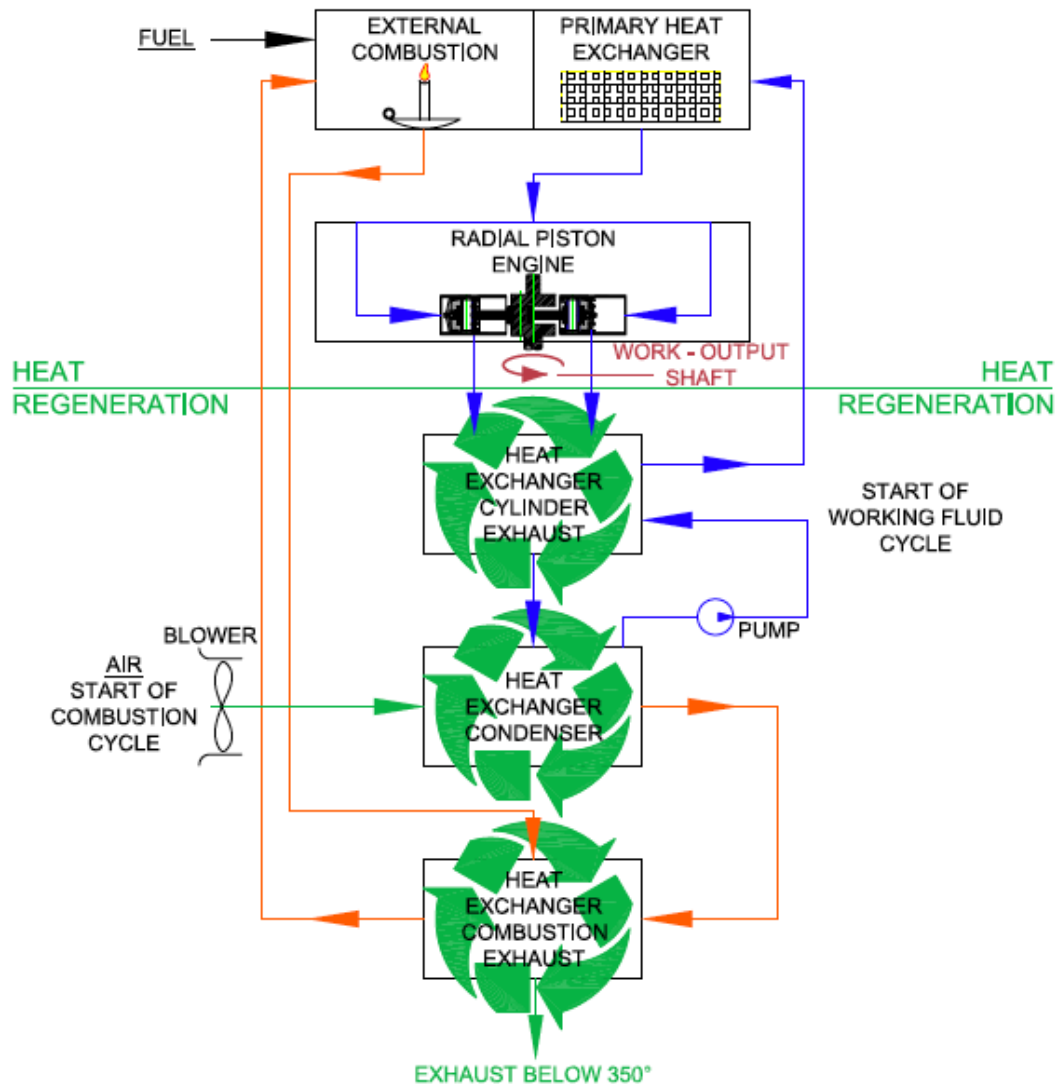 FUEL
EXTERNAL
COMBUSTION
PRIMARY HEAT
EXCHANGER
RADIAL PISTON
ENGINE
WORK - OUTPUT
SHAFT
HEAT
REGENERATION
HEAT
REGENERATION
HEAT
EXCHANGER
CYLINDER
EXHAUST
START OF
WORKING FLUID
CYCLE
PUMP
BLOWER
AIR
START OF
COMBUSTION
CYCLE
HEAT
EXCHANGER
CONDENSER
HEAT
EXCHANGER
COMBUSTION
EXHAUST
EXHAUST BELOW 350°